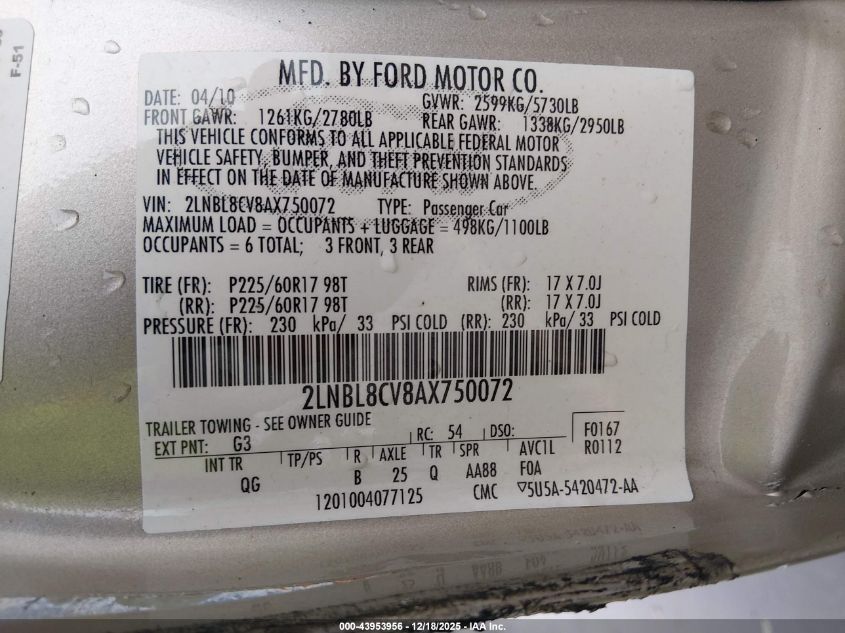 F-51
MFD. BY FORD MOTOR CO.
DATE: 04/10 GVWR: 2599KG/5730LB
FRONT GAWR: 1261KG/2780LB REAR GAWR: 1338KG/2950LB
THIS VEHICLE CONFORMS TO ALL APPLICABLE FEDERAL MOTOR
VEHICLE SAFETY, BUMPER, AND THEFT PREVENTION STANDARDS
IN EFFECT ON THE DATE OF MANUFACTURE SHOWN ABOVE.
VIN: 2LNBL8CV8AX750072 TYPE: Passenger Car
MAXIMUM LOAD = OCCUPANTS + LUGGAGE = 498KG/1100LB
OCCUPANTS = 6 TOTAL; 3 FRONT, 3 REAR
TIRE (FR): P225/60R17 98T RIMS (FR): 17 X 7.0J
(RR): P225/60R17 98T (RR): 17 X 7.0J
PRESSURE (FR): 230 kPa/ 33 PSI COLD (RR): 230 kPa/ 33 PSI COLD
2LNBL8CV8AX750072
TRAILER TOWING - SEE OWNER GUIDE
EXT PNT: G3 RC: 54 DSO: F0167
R0112
INT TR TP/PS R AXLE TR SPR AVC1L
QG B 25 Q AA88 F0A
1201004077125 CMC 5U5A-5420472-AA
000-43953956 - 12/18/2025 - Copyright © IAA